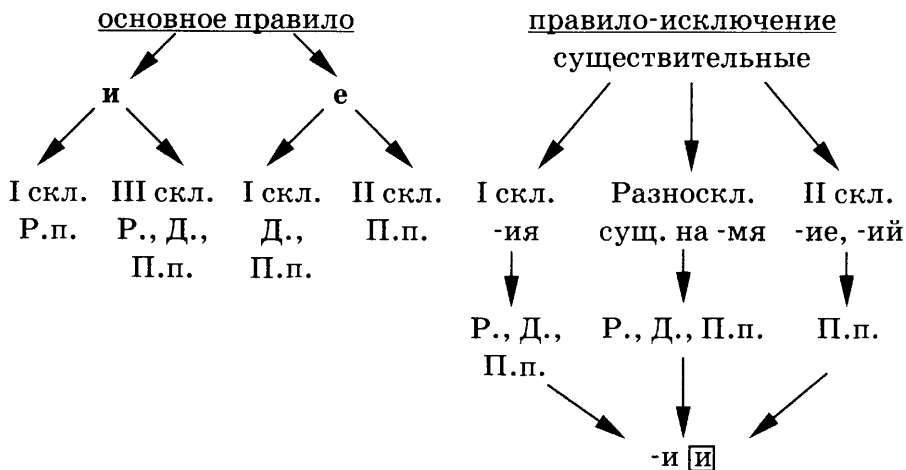 основное правило
и
е
I скл.
Р.п.
III скл.
Р., Д.,
П.п.
I скл.
Д.,
П.п.
II скл.
П.п.
правило-исключение
существительные
I скл.
-ия
Разноскл.
сущ. на -мя
II скл.
-ие, -ий
Р., Д.,
П.п.
Р., Д., П.п.
П.п.
-и и